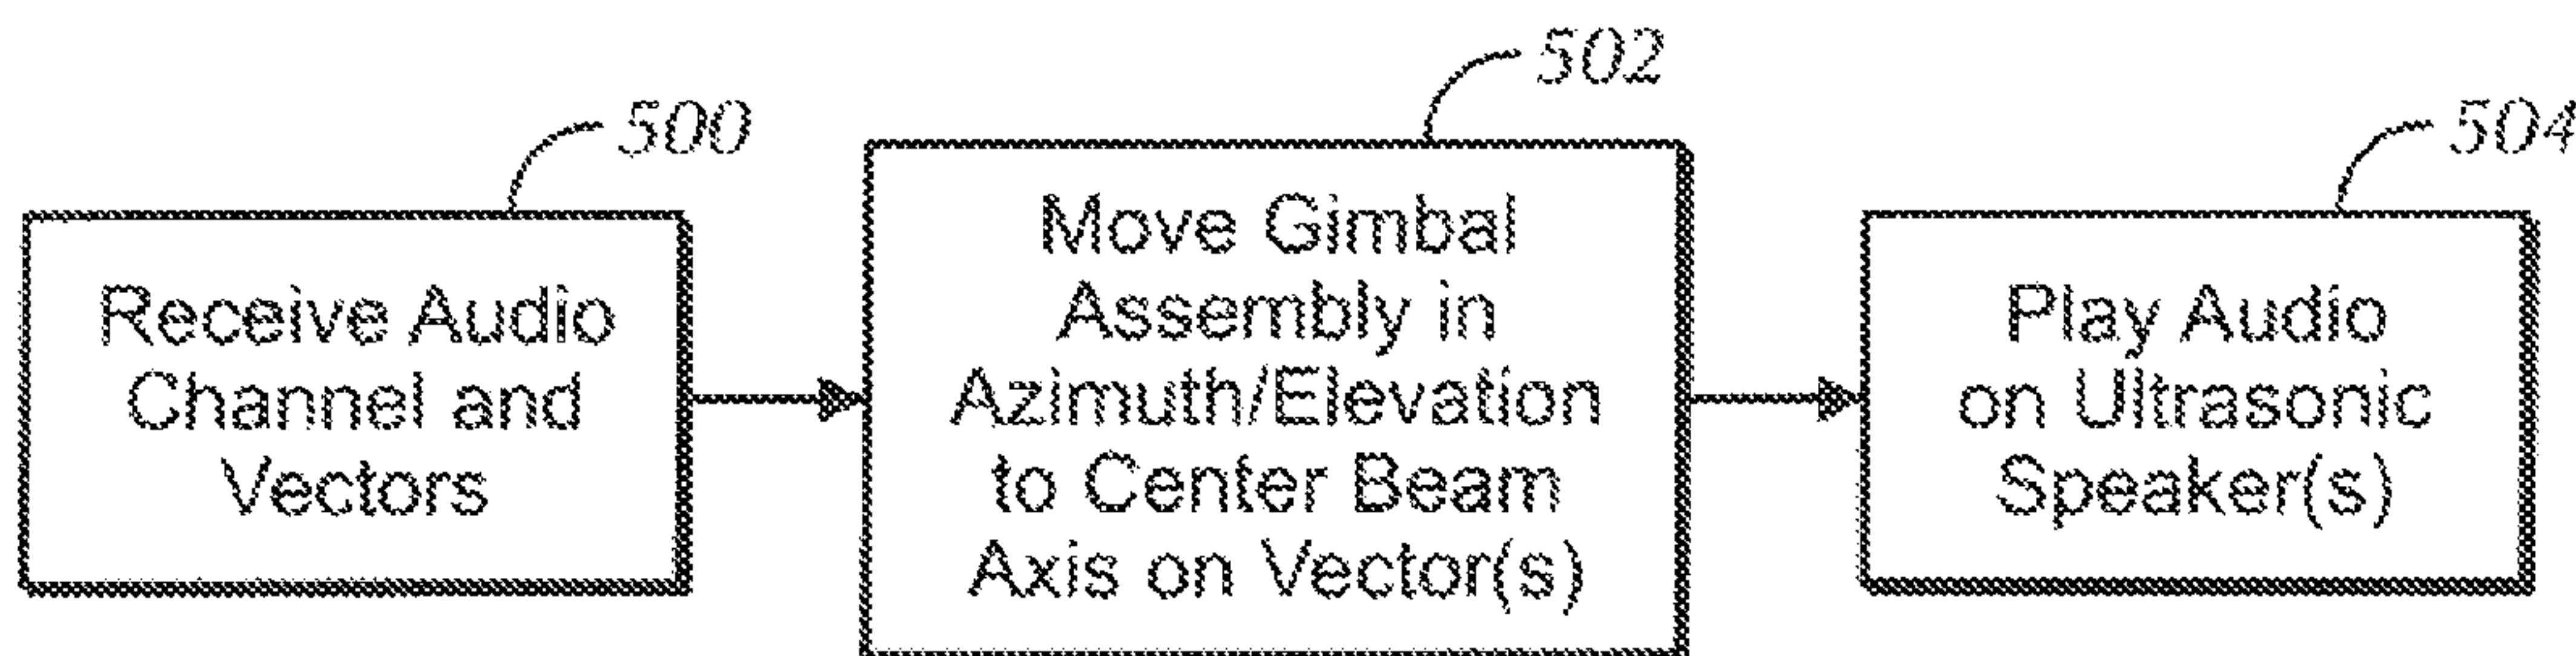 500
Receive Audio
Channel and
Vectors
502
Move Gimbal
Assembly in
Azimuth/Elevation
to Center Beam
Axis on Vector(s)
504
Play Audio
on Ultrasonic
Speaker(s)